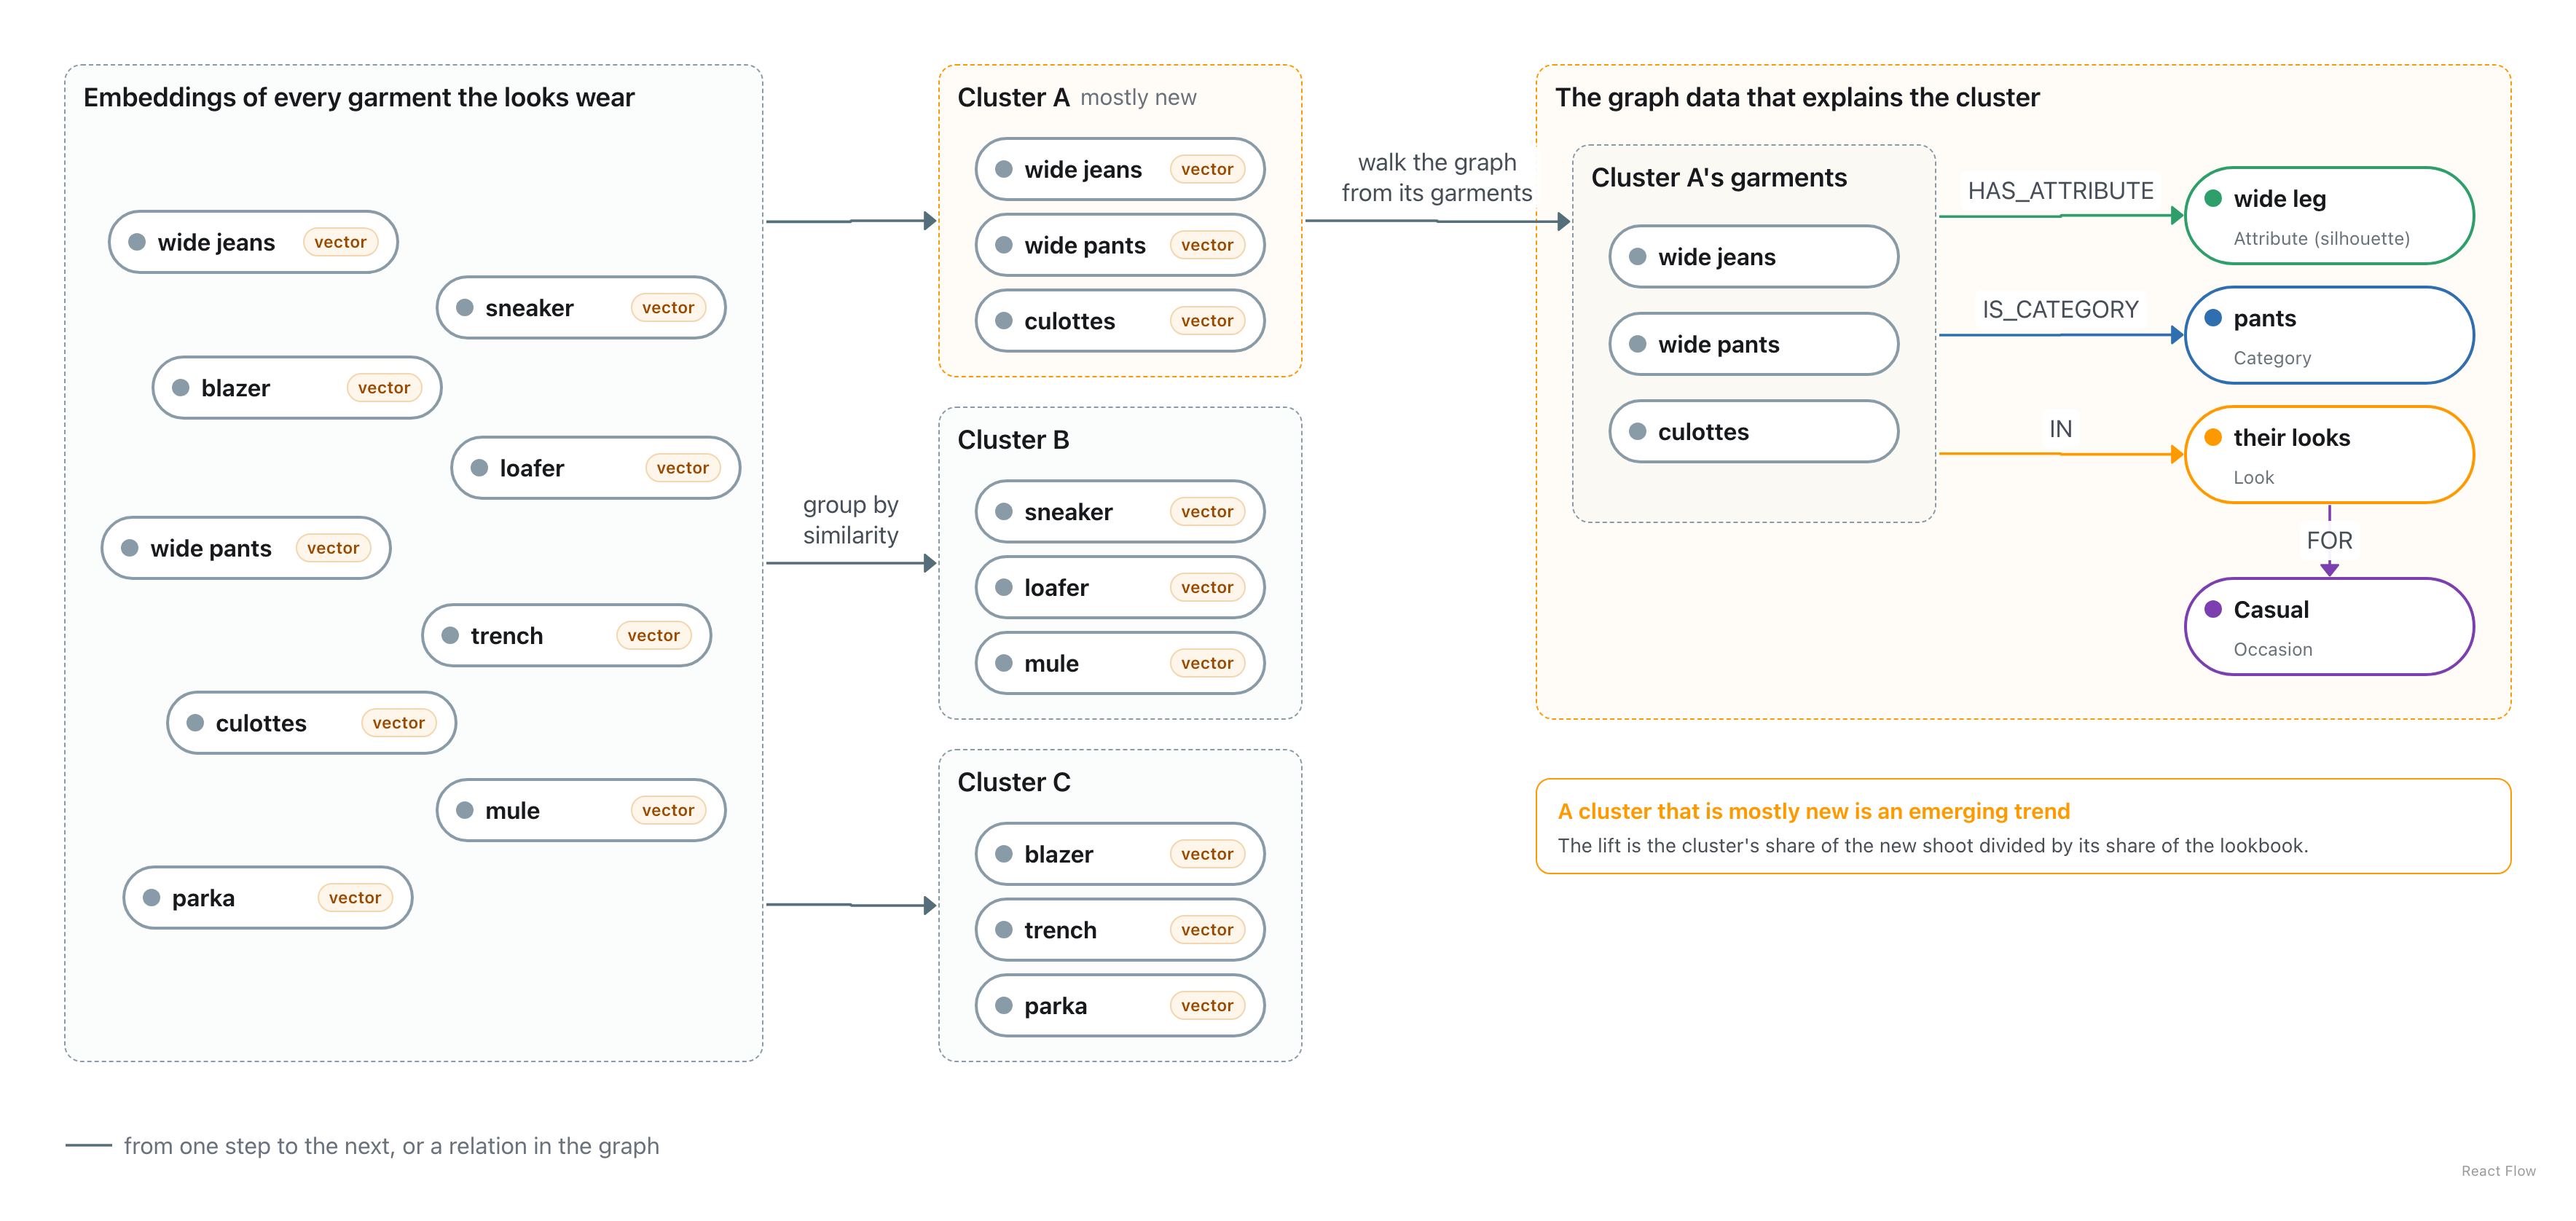 Embeddings of every garment the looks wear
wide jeans vector
sneaker vector
blazer vector
loafer vector
wide pants vector
trench vector
culottes vector
mule vector
parka vector
group by
similarity
Cluster A mostly new
wide jeans vector
wide pants vector
culottes vector
Cluster B
sneaker vector
loafer vector
mule vector
Cluster C
blazer vector
trench vector
parka vector
walk the graph
from its garments
The graph data that explains the cluster
Cluster A's garments
wide jeans
wide pants
culottes
HAS_ATTRIBUTE
wide leg
Attribute (silhouette)
IS_CATEGORY
pants
Category
IN
their looks
Look
FOR
Casual
Occasion
A cluster that is mostly new is an emerging trend
The lift is the cluster's share of the new shoot divided by its share of the lookbook.
from one step to the next, or a relation in the graph
React Flow